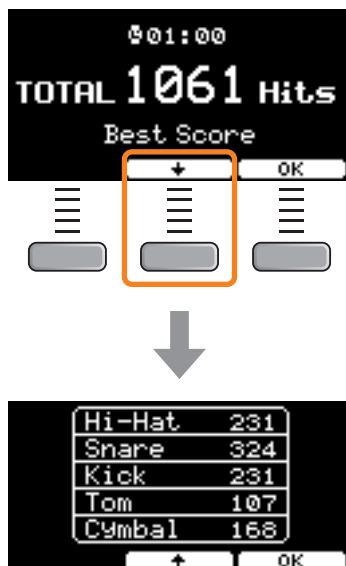 01:00
TOTAL 1061 Hits
Best Score
↓ OK
Hi-Hat 231
Snare 324
Kick 231
Tom 107
Cymbal 168
↑ OK